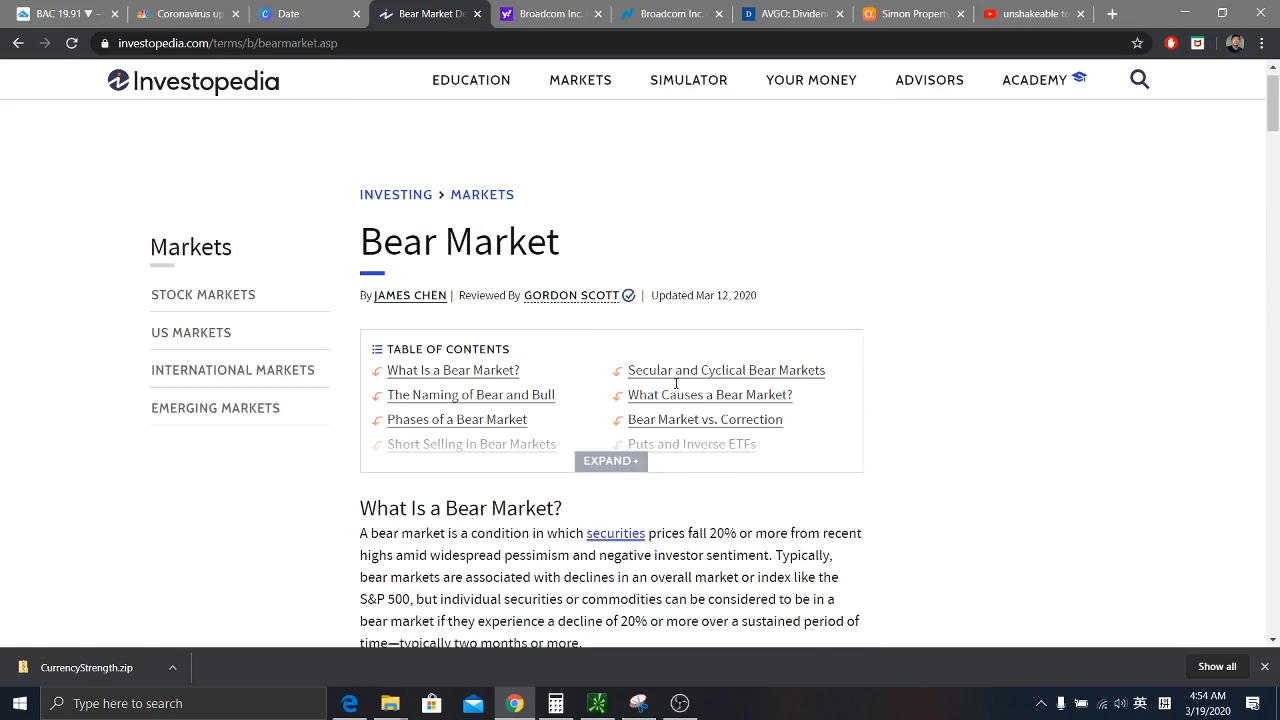 BAC 19.91 ▼ -0
Coronavirus up
Date
Bear Market De
Broadcom Inc.
Broadcom Inc.
AVGO: Dividen
Simon Property
unshakeable to
investopedia.com/terms/b/bearmarket.asp
Investopedia
EDUCATION
MARKETS
SIMULATOR
YOUR MONEY
ADVISORS
ACADEMY
INVESTING > MARKETS
Markets
STOCK MARKETS
US MARKETS
INTERNATIONAL MARKETS
EMERGING MARKETS
Bear Market
By JAMES CHEN | Reviewed By GORDON SCOTT | Updated Mar 12, 2020
TABLE OF CONTENTS
What Is a Bear Market?
The Naming of Bear and Bull
Phases of a Bear Market
Short Selling in Bear Markets
Secular and Cyclical Bear Markets
What Causes a Bear Market?
Bear Market vs. Correction
Puts and Inverse ETFs
EXPAND +
What Is a Bear Market?
A bear market is a condition in which securities prices fall 20% or more from recent
highs amid widespread pessimism and negative investor sentiment. Typically,
bear markets are associated with declines in an overall market or index like the
S&P 500, but individual securities or commodities can be considered to be in a
bear market if they experience a decline of 20% or more over a sustained period of
time—typically two months or more.
CurrencyStrength.zip
Show all
Type here to search
英
拼
4:54 AM
3/19/2020